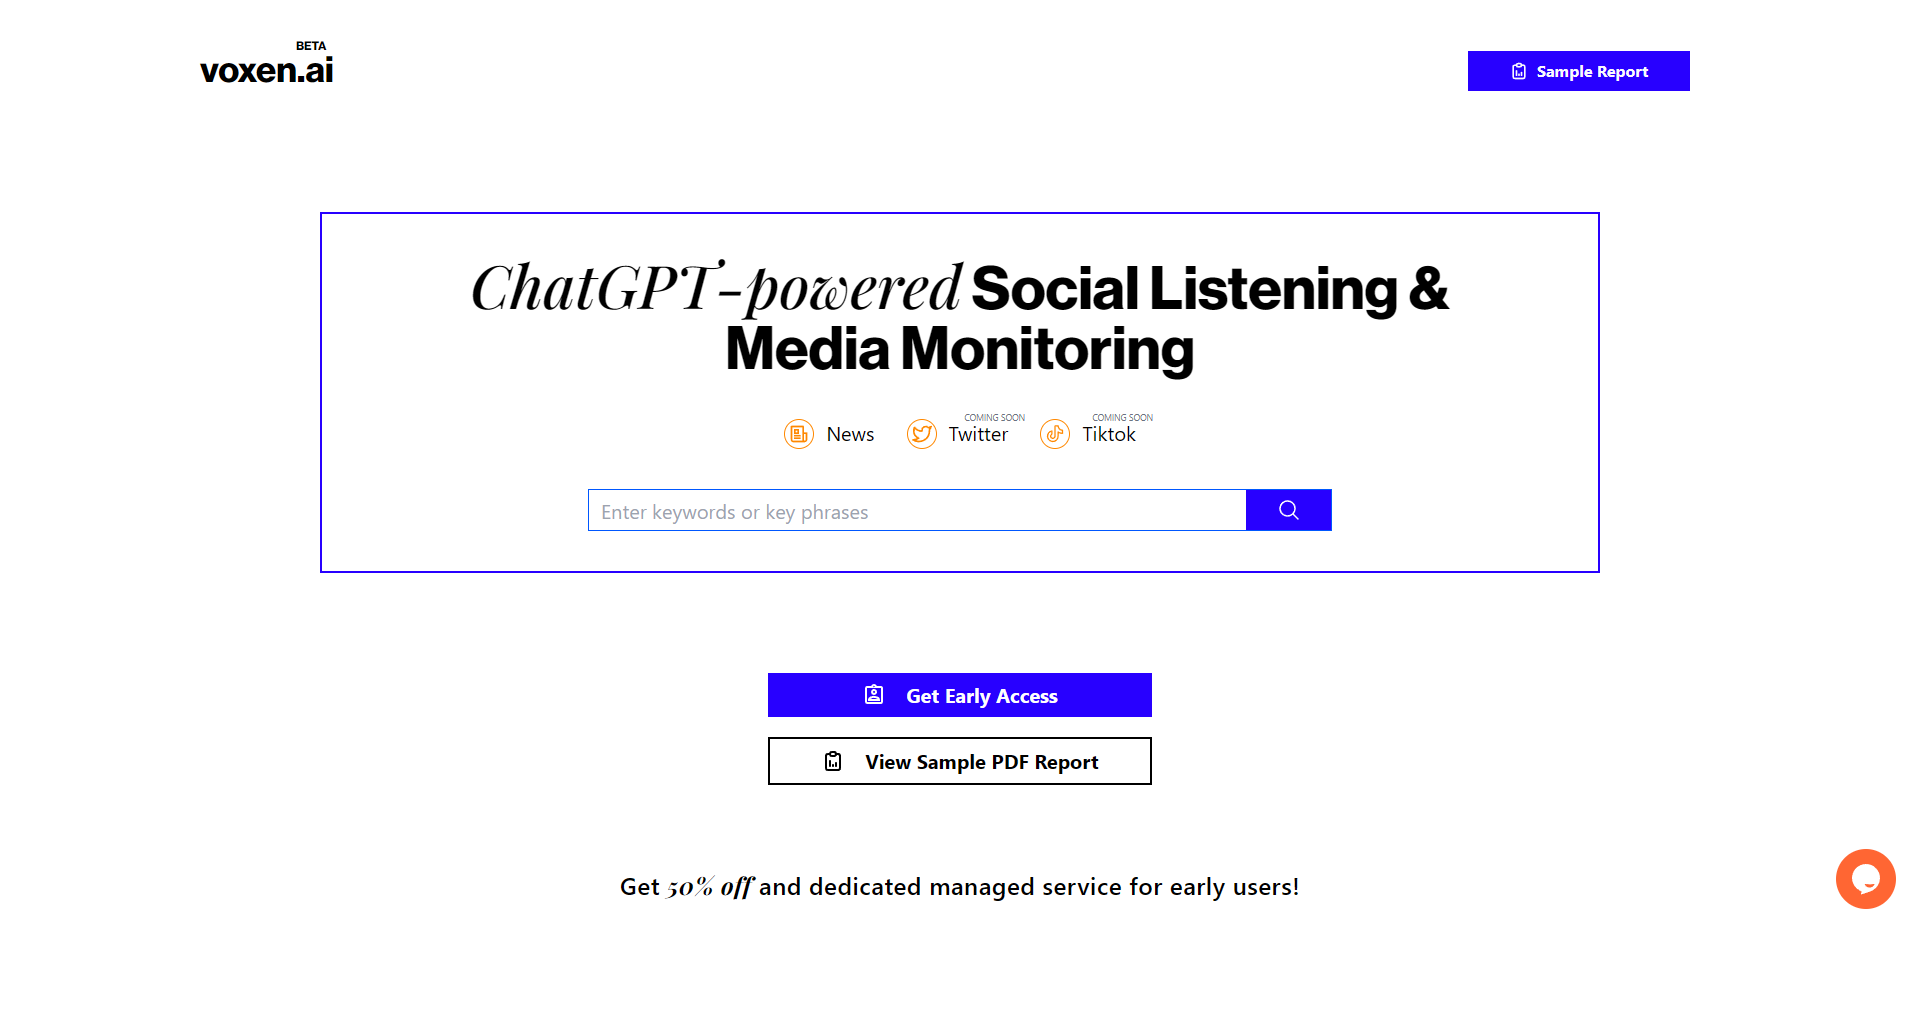 BETA
voxen.ai
Sample Report
ChatGPT-powered Social Listening &
Media Monitoring
News
COMING SOON
Twitter
COMING SOON
Tiktok
Enter keywords or key phrases
Get Early Access
View Sample PDF Report
Get 50% off and dedicated managed service for early users!